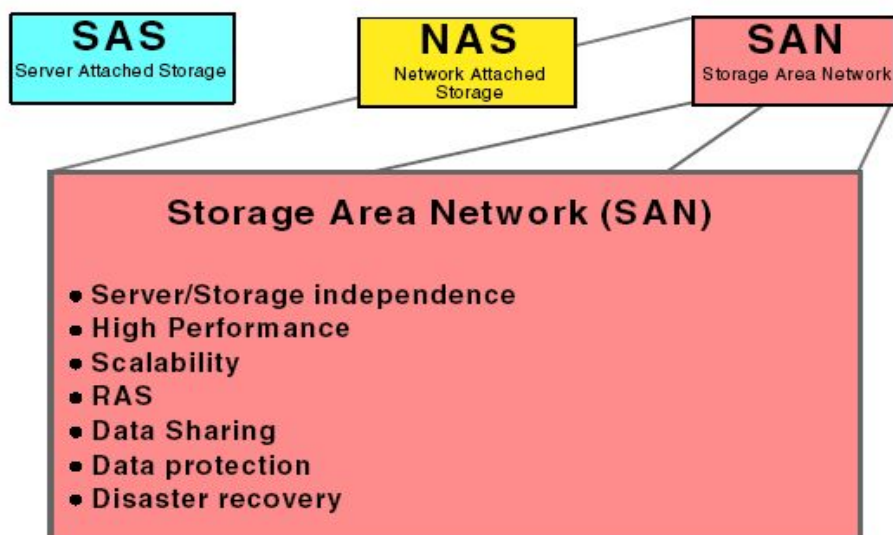 SAS
Server Attached Storage
NAS
Network Attached
Storage
SAN
Storage Area Network
Storage Area Network (SAN)
● Server/Storage independence
● High Performance
● Scalability
● RAS
● Data Sharing
● Data protection
● Disaster recovery